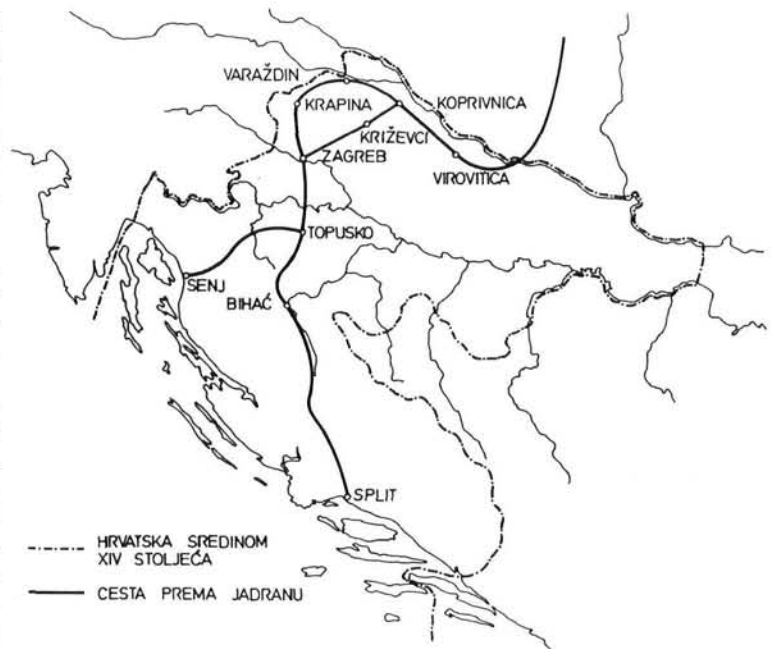 VARAŽDIN
KRAPINA
KOPRIVNICA
KRIŽEVCI
ZAGREB
VIROVITICA
TOPUSKO
SENJ
BIHAĆ
SPLIT
HRVATSKA SREDINOM
XIV STOLJEĆA
CESTA PREMA JADRANU